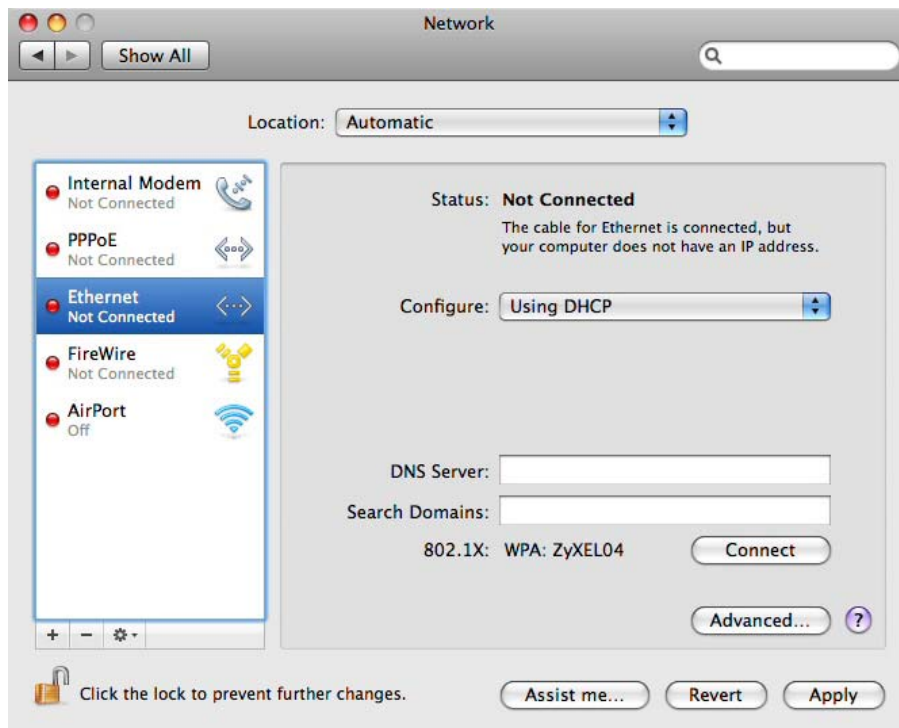 Network
Show All
Location: Automatic
Internal Modem
Not Connected
PPPoE
Not Connected
Ethernet
Not Connected
FireWire
Not Connected
AirPort
Off
Status: Not Connected
The cable for Ethernet is connected, but
your computer does not have an IP address.
Configure: Using DHCP
DNS Server:
Search Domains:
802.1X: WPA: ZyXEL04 Connect
Advanced... ?
Click the lock to prevent further changes.
Assist me... Revert Apply